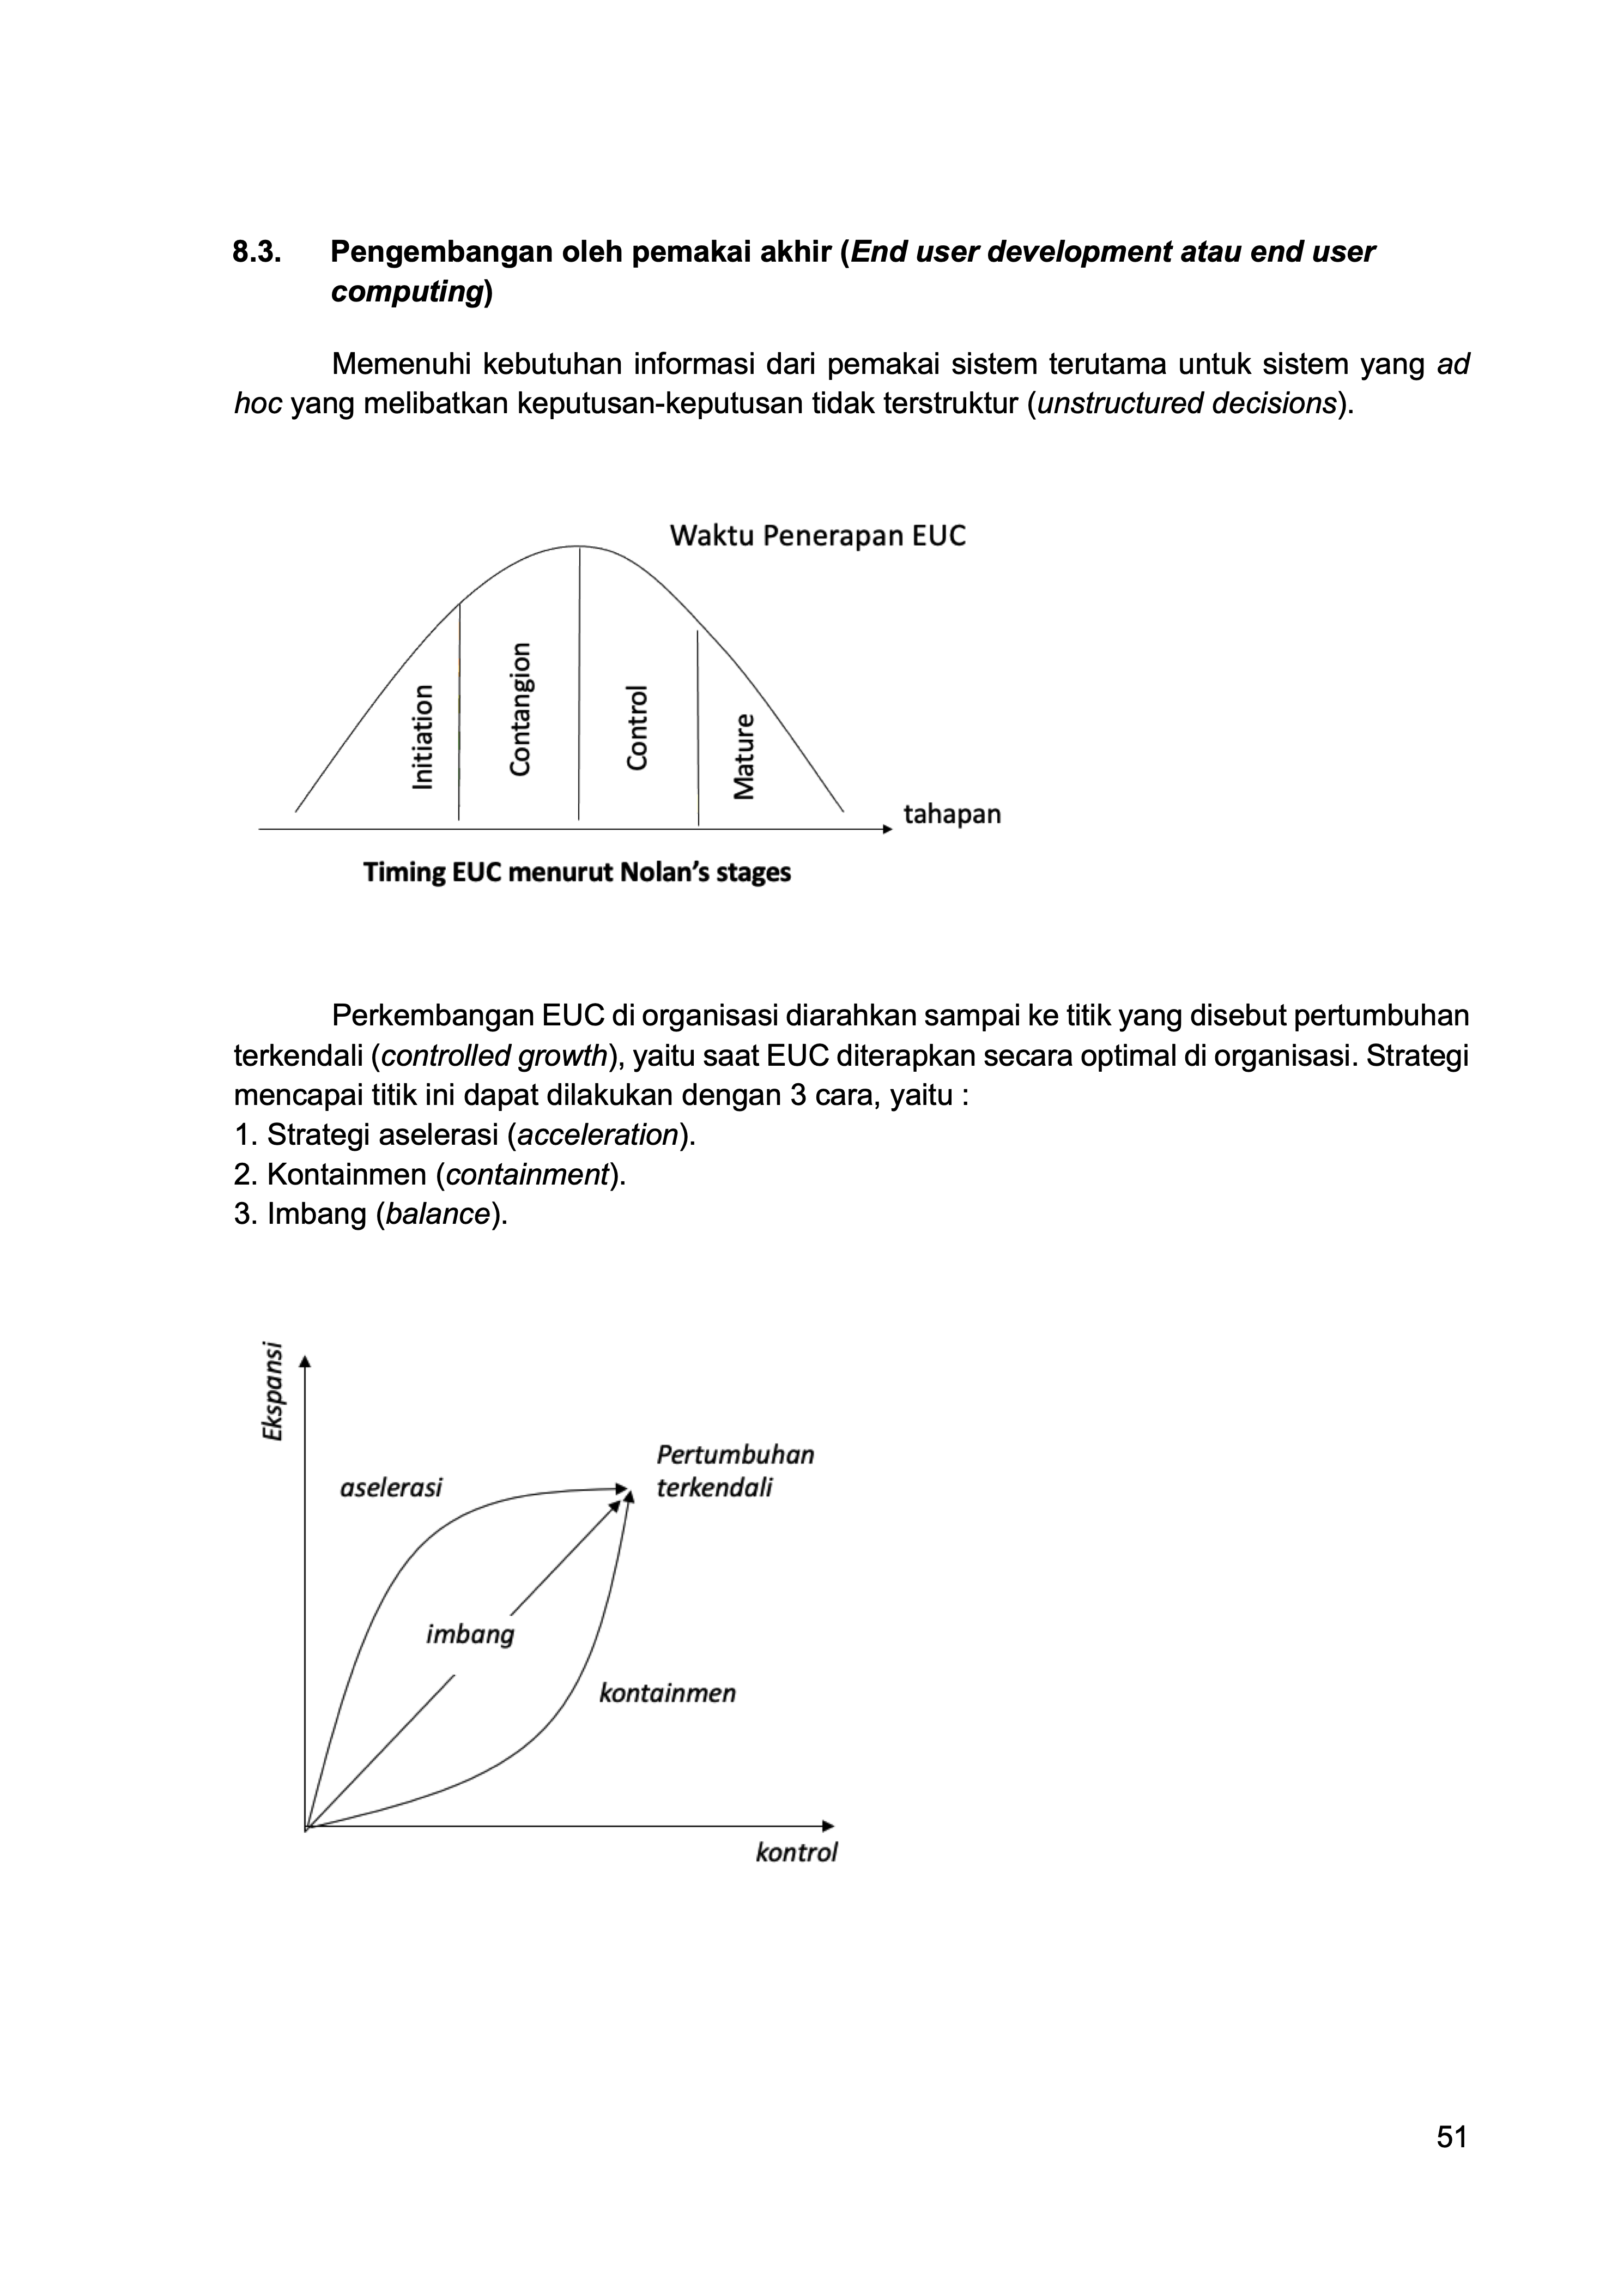 8.3. Pengembangan oleh pemakai akhir (End user development atau end user
computing)
Memenuhi kebutuhan informasi dari pemakai sistem terutama untuk sistem yang ad
hoc yang melibatkan keputusan-keputusan tidak terstruktur (unstructured decisions).
Waktu Penerapan EUC
Initiation
Contangion
Control
Mature
tahapan
Timing EUC menurut Nolan’s stages
Perkembangan EUC di organisasi diarahkan sampai ke titik yang disebut pertumbuhan
terkendali (controlled growth), yaitu saat EUC diterapkan secara optimal di organisasi. Strategi
mencapai titik ini dapat dilakukan dengan 3 cara, yaitu :
1. Strategi aselerasi (acceleration).
2. Kontainmen (containment).
3. Imbang (balance).
Ekspansi
Pertumbuhan
terkendali
aselerasi
imbang
kontainmen
kontrol
51